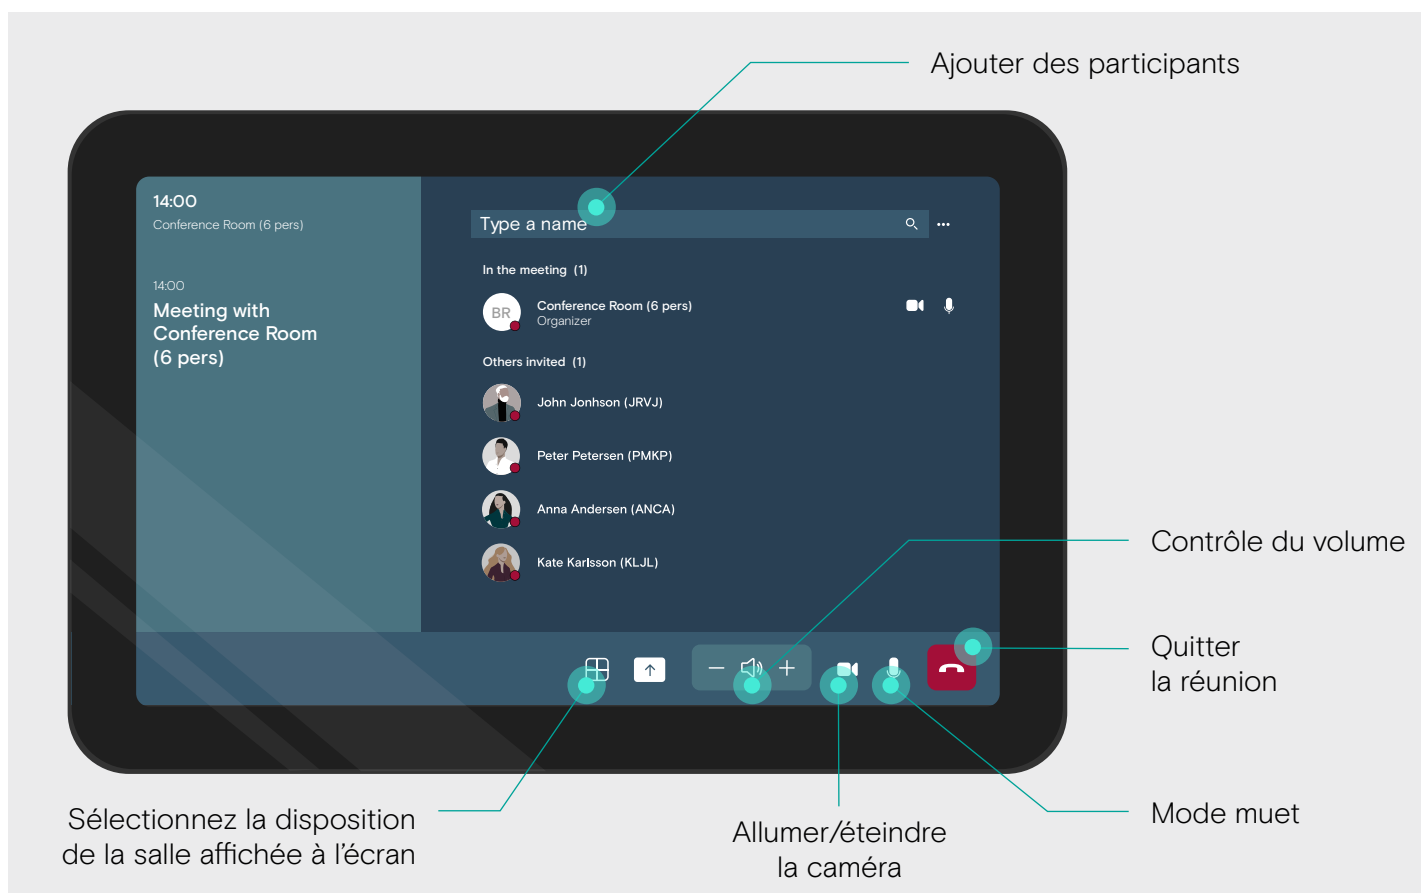 Ajouter des participants
14:00
Conference Room (6 pers)
14:00
Meeting with
Conference Room
(6 pers)
Type a name
In the meeting (1)
BR
Conference Room (6 pers)
Organizer
Others invited (1)
John Jonhson (JRVJ)
Peter Petersen (PMKP)
Anna Andersen (ANCA)
Kate Karlsson (KLJL)
Contrôle du volume
Quitter
la réunion
Mode muet
Allumer/éteindre
la caméra
Sélectionnez la disposition
de la salle affichée à l'écran